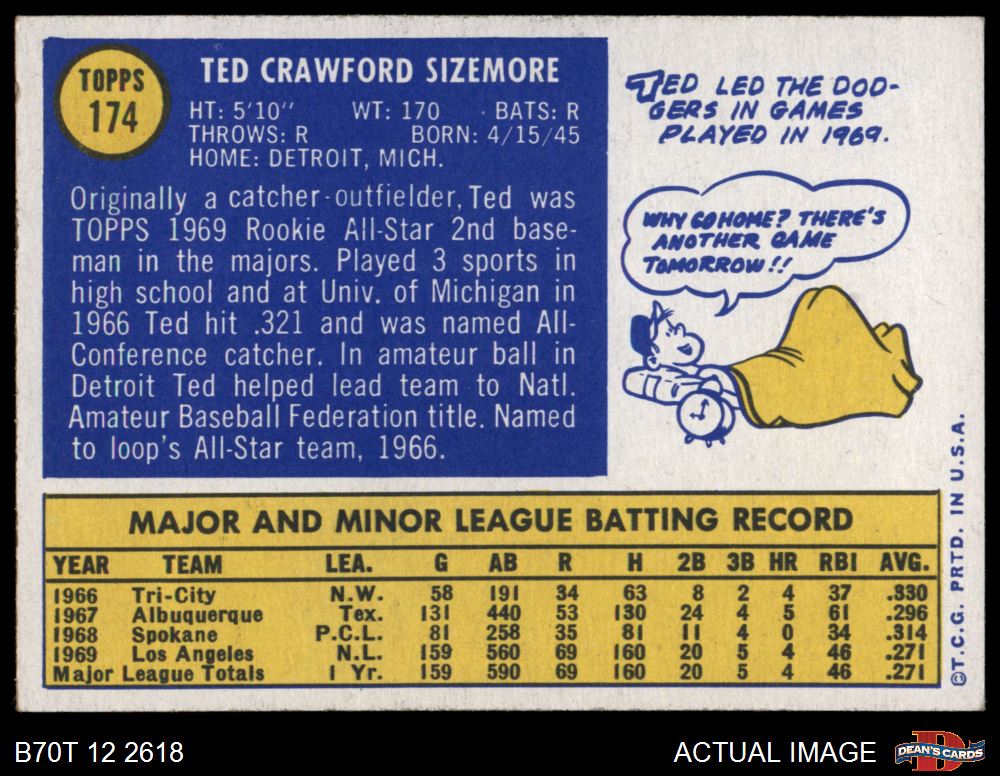 TOPPS
174
TED CRAWFORD SIZEMORE
HT: 5'10" WT: 170 · BATS: R
THROWS: R BORN: 4/15/45
HOME: DETROIT, MICH.
Originally a catcher-outfielder, Ted was
TOPPS 1969 Rookie All-Star 2nd base-
man in the majors. Played 3 sports in
high school and at Univ. of Michigan in
1966 Ted hit .321 and was named All-
Conference catcher. In amateur ball in
Detroit Ted helped lead team to Natl.
Amateur Baseball Federation title. Named
to loop's All-Star team, 1966.
TED LED THE DOD-
GERS IN GAMES
PLAYED IN 1969.
WHY GO HOME? THERE'S
ANOTHER GAME
TOMORROW!!
MAJOR AND MINOR LEAGUE BATTING RECORD
YEAR TEAM LEA. G AB R H 2B 3B HR RBI AVG.
1966 Tri-City N.W. 58 191 34 63 8 2 4 37 .330
1967 Albuquerque Tex. 131 440 53 130 24 4 5 61 .296
1968 Spokane P.C.L. 81 258 35 81 11 4 0 34 .314
1969 Los Angeles N.L. 159 560 69 160 20 5 4 46 .271
Major League Totals 1 Yr. 159 590 69 160 20 5 4 46 .271
©T.C.G. PRTD. IN U.S.A.
B70T 12 2618
ACTUAL IMAGE
D
DEAN'S CARDS